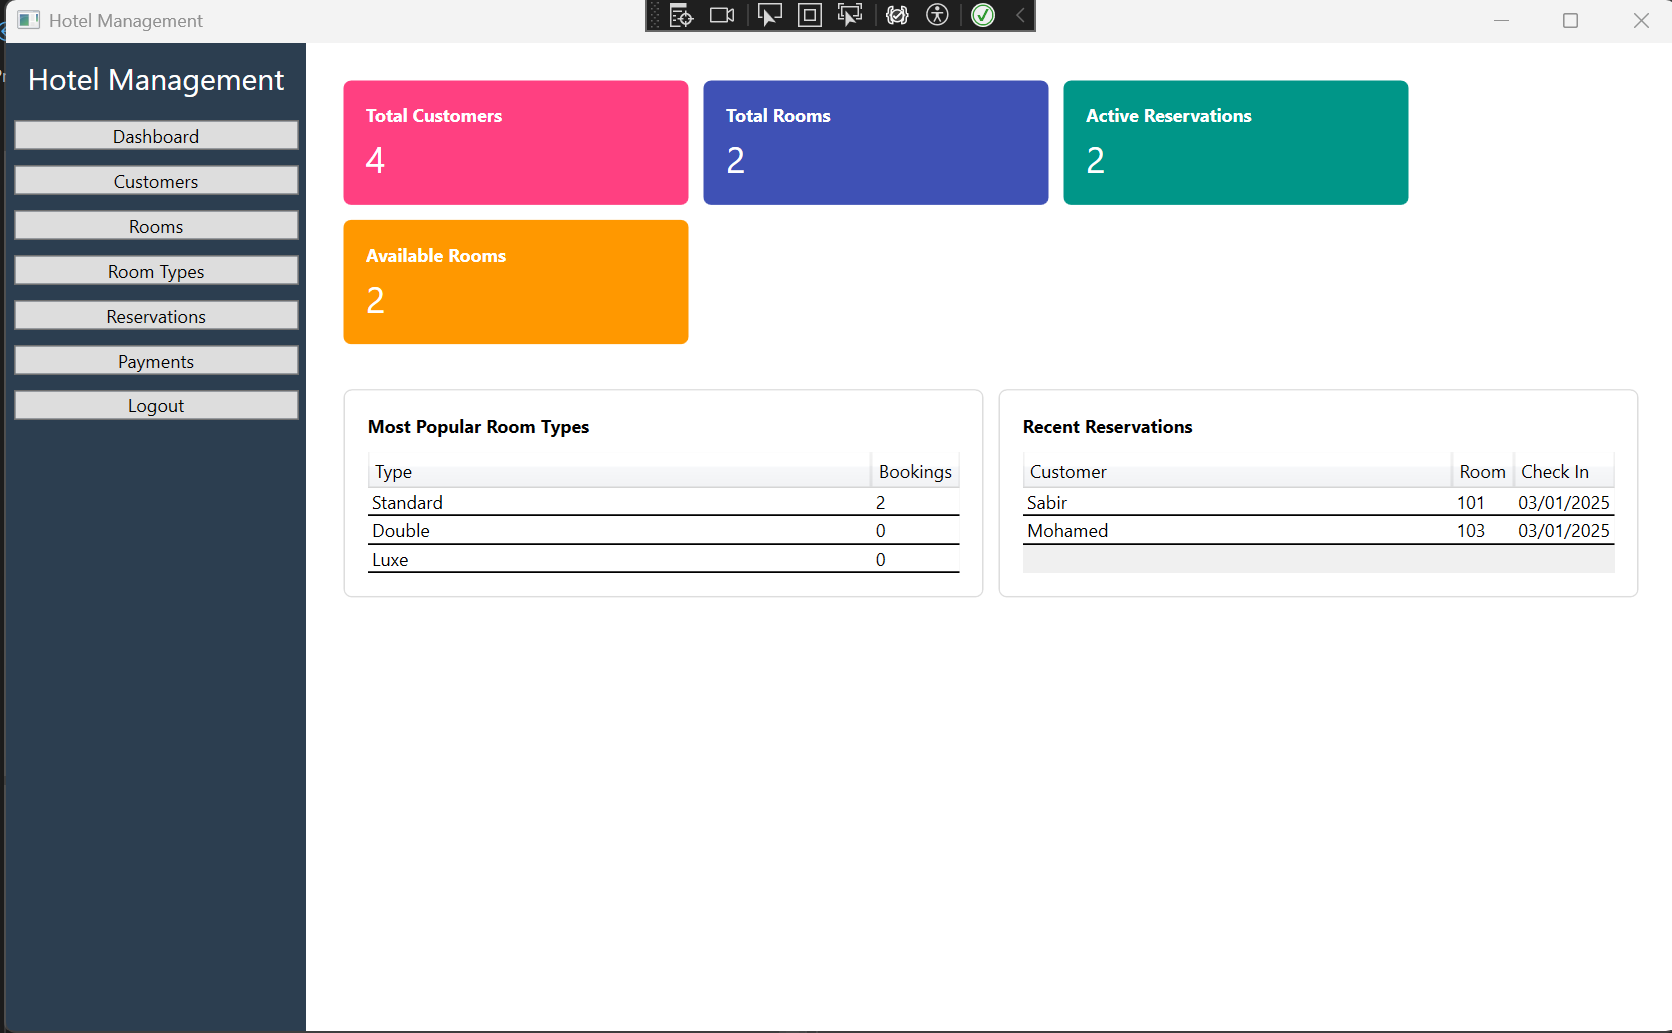 Hotel Management
Hotel Management
Dashboard
Customers
Rooms
Room Types
Reservations
Payments
Logout
Total Customers
4
Total Rooms
2
Active Reservations
2
Available Rooms
2
Most Popular Room Types
Type Bookings
Standard 2
Double 0
Luxe 0
Recent Reservations
Customer Room Check In
Sabir 101 03/01/2025
Mohamed 103 03/01/2025